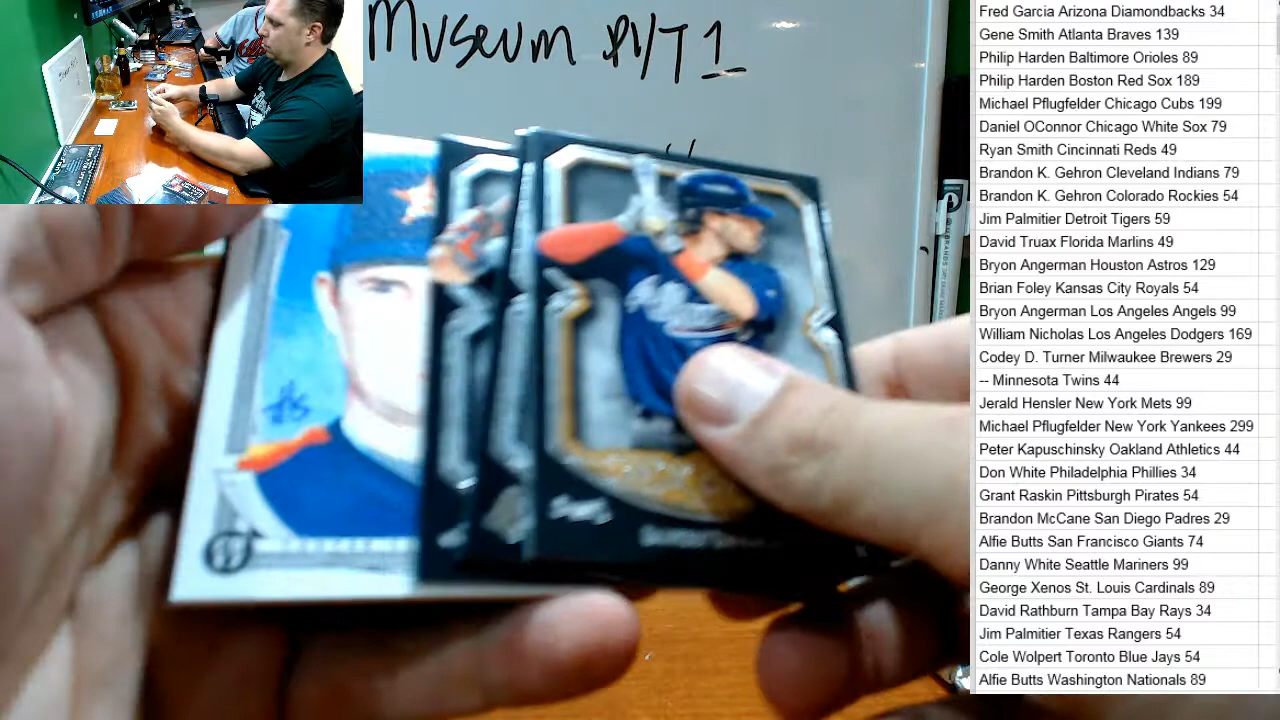 Museum P/T 1
Fred Garcia Arizona Diamondbacks 34
Gene Smith Atlanta Braves 139
Philip Harden Baltimore Orioles 89
Philip Harden Boston Red Sox 189
Michael Pflugfelder Chicago Cubs 199
Daniel OConnor Chicago White Sox 79
Ryan Smith Cincinnati Reds 49
Brandon K. Gehron Cleveland Indians 79
Brandon K. Gehron Colorado Rockies 54
Jim Palmitier Detroit Tigers 59
David Truax Florida Marlins 49
Bryon Angerman Houston Astros 129
Brian Foley Kansas City Royals 54
Bryon Angerman Los Angeles Angels 99
William Nicholas Los Angeles Dodgers 169
Codey D. Turner Milwaukee Brewers 29
-- Minnesota Twins 44
Jerald Hensler New York Mets 99
Michael Pflugfelder New York Yankees 299
Peter Kapuschinsky Oakland Athletics 44
Don White Philadelphia Phillies 34
Grant Raskin Pittsburgh Pirates 54
Brandon McCane San Diego Padres 29
Alfie Butts San Francisco Giants 74
Danny White Seattle Mariners 99
George Xenos St. Louis Cardinals 89
David Rathburn Tampa Bay Rays 34
Jim Palmitier Texas Rangers 54
Cole Wolpert Toronto Blue Jays 54
Alfie Butts Washington Nationals 89